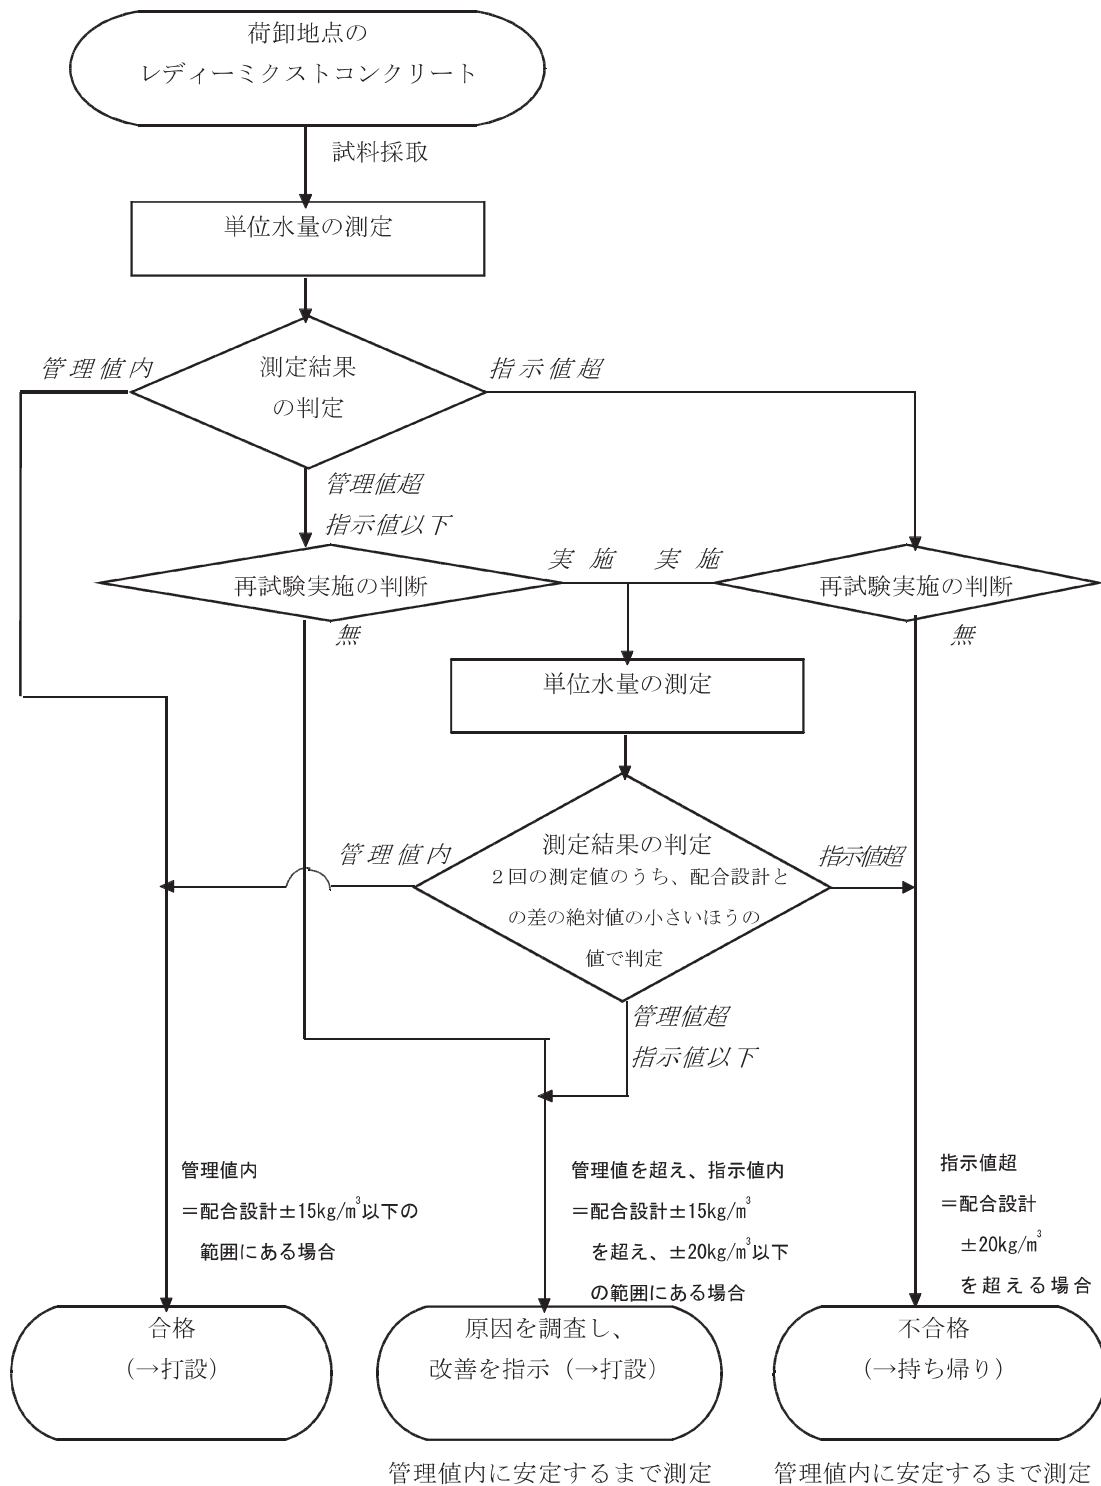 荷卸地点の
レディーミクストコンクリート
試料採取
単位水量の測定
管理値内
測定結果
の判定
指示値超
管理値超
指示値以下
再試験実施の判断
実施
実施
再試験実施の判断
無
無
単位水量の測定
管理値内
測定結果の判定
２回の測定値のうち、配合設計と
の差の絶対値の小さいほうの
値で判定
指示値超
管理値超
指示値以下
管理値内
＝配合設計±15kg/m³以下の
範囲にある場合
管理値を超え、指示値内
＝配合設計±15kg/m³
を超え、±20kg/m³以下
の範囲にある場合
指示値超
＝配合設計
±20kg/m³
を超える場合
合格
（→打設）
原因を調査し、
改善を指示（→打設）
不合格
（→持ち帰り）
管理値内に安定するまで測定
管理値内に安定するまで測定